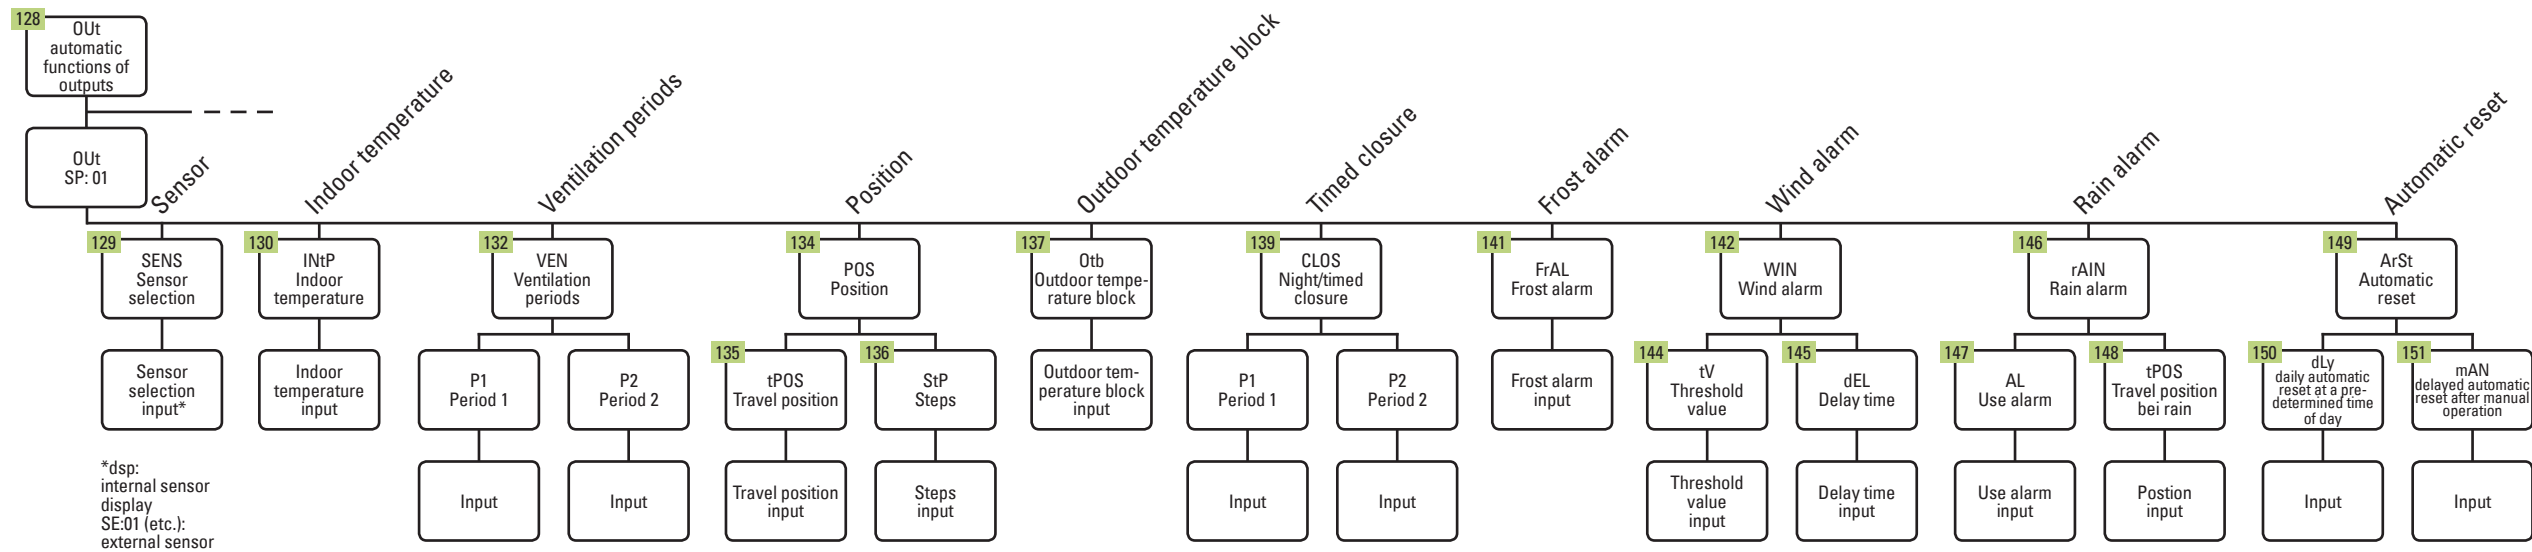 128
OUt
automatic
functions of
outputs
OUt
SP: 01
Sensor
Indoor temperature
Ventilation periods
Position
Outdoor temperature block
Timed closure
Frost alarm
Wind alarm
Rain alarm
Automatic reset
129
SENS
Sensor
selection
130
INtP
Indoor
temperature
132
VEN
Ventilation
periods
134
POS
Position
137
Otb
Outdoor tempe-
rature block
139
CLOS
Night/timed
closure
141
FrAL
Frost alarm
142
WIN
Wind alarm
146
rAIN
Rain alarm
149
ArSt
Automatic
reset
Sensor
selection
input*
Indoor
temperature
input
P1
Period 1
P2
Period 2
135
tPOS
Travel position
136
StP
Steps
Outdoor tem-
perature block
input
P1
Period 1
P2
Period 2
Frost alarm
input
144
tV
Threshold
value
145
dEL
Delay time
147
AL
Use alarm
148
tPOS
Travel position
bei rain
150
dLy
daily automatic
reset at a pre-
determined time
of day
151
mAN
delayed automatic
reset after manual
operation
*dsp:
internal sensor
display
SE:01 (etc.):
external sensor
Input
Input
Travel position
input
Steps
input
Input
Input
Threshold
value
input
Delay time
input
Use alarm
input
Postion
input
Input
Input